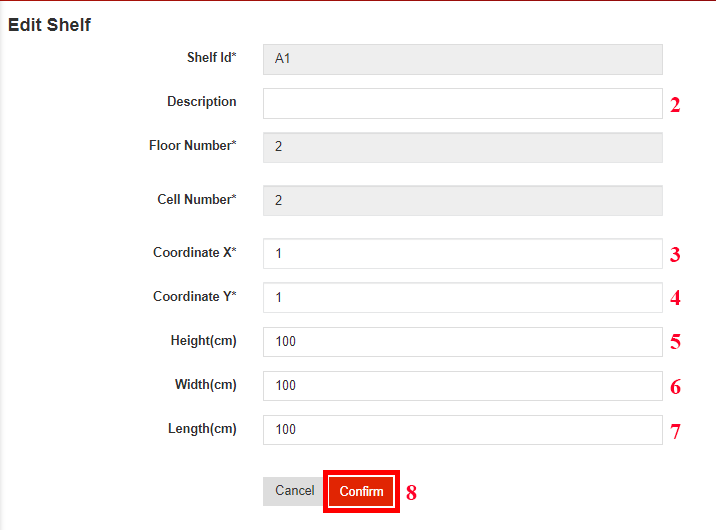 Edit Shelf
Shelf Id* A1
Description 2
Floor Number* 2
Cell Number* 2
Coordinate X* 1 3
Coordinate Y* 1 4
Height(cm) 100 5
Width(cm) 100 6
Length(cm) 100 7
Cancel Confirm 8